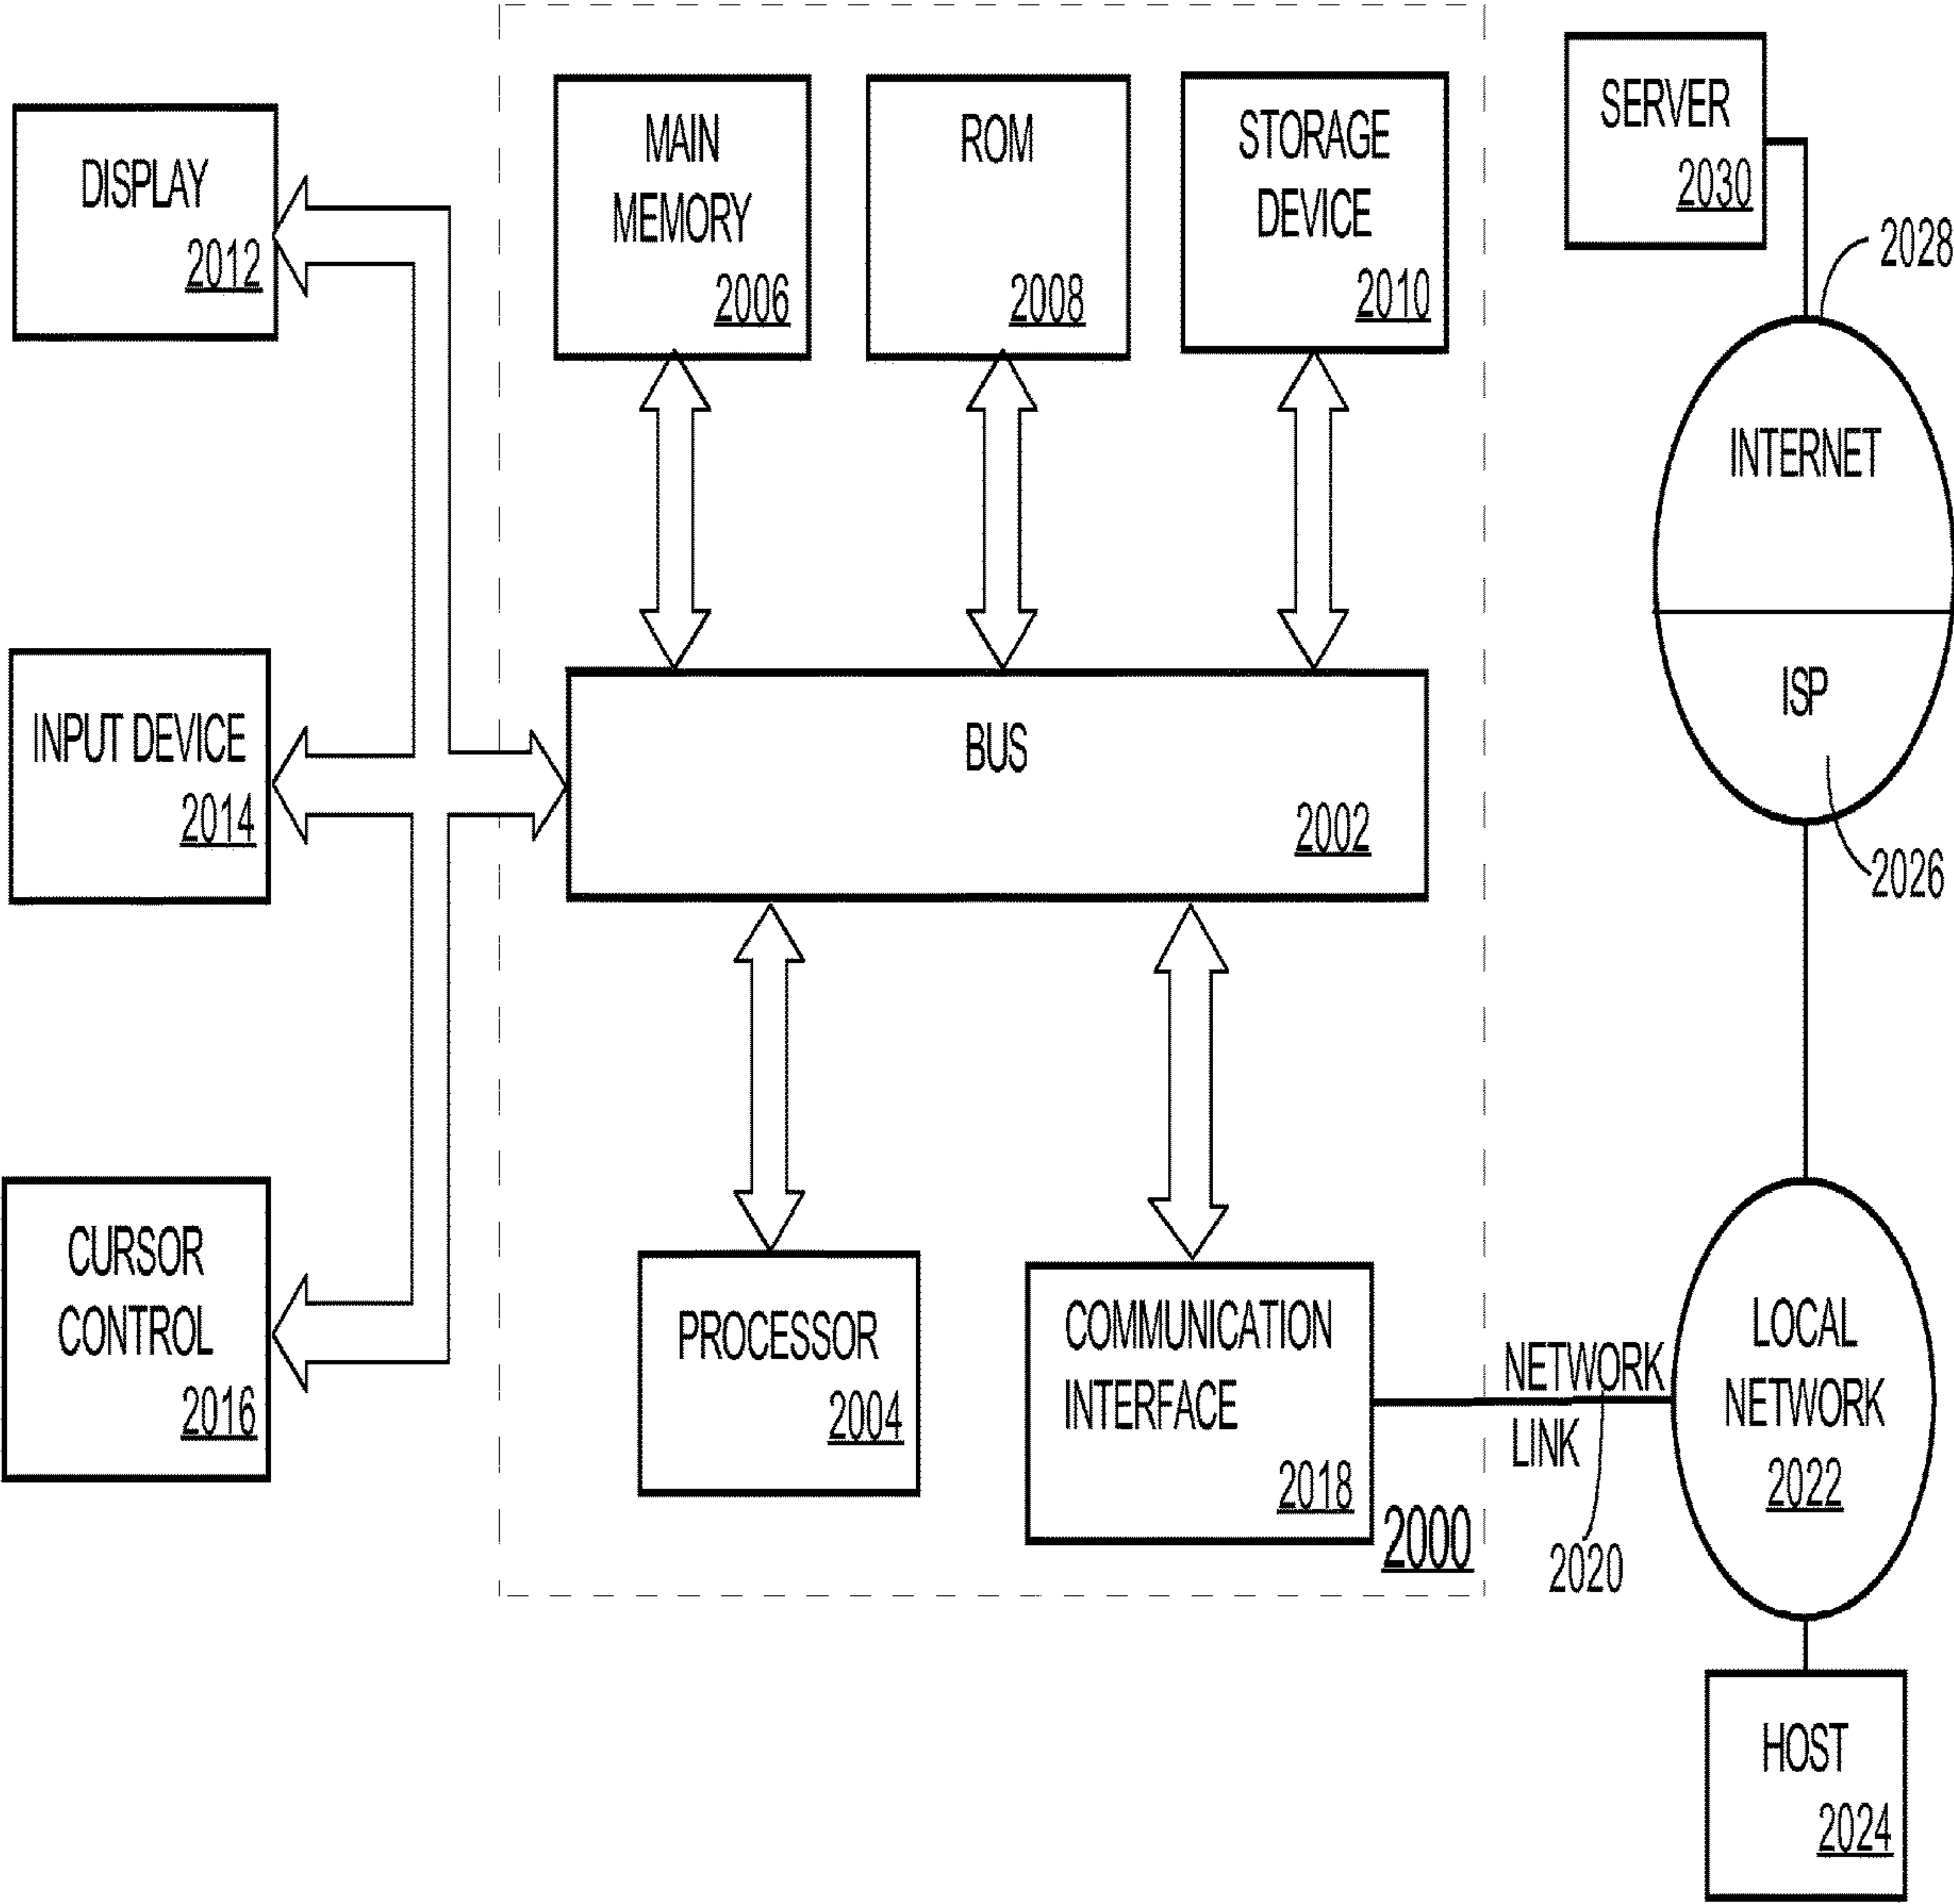 DISPLAY
2012
INPUT DEVICE
2014
CURSOR
CONTROL
2016
MAIN
MEMORY
2006
ROM
2008
STORAGE
DEVICE
2010
BUS
2002
PROCESSOR
2004
COMMUNICATION
INTERFACE
2018
2000
SERVER
2030
2028
INTERNET
ISP
2026
NETWORK
LINK
2020
LOCAL
NETWORK
2022
HOST
2024